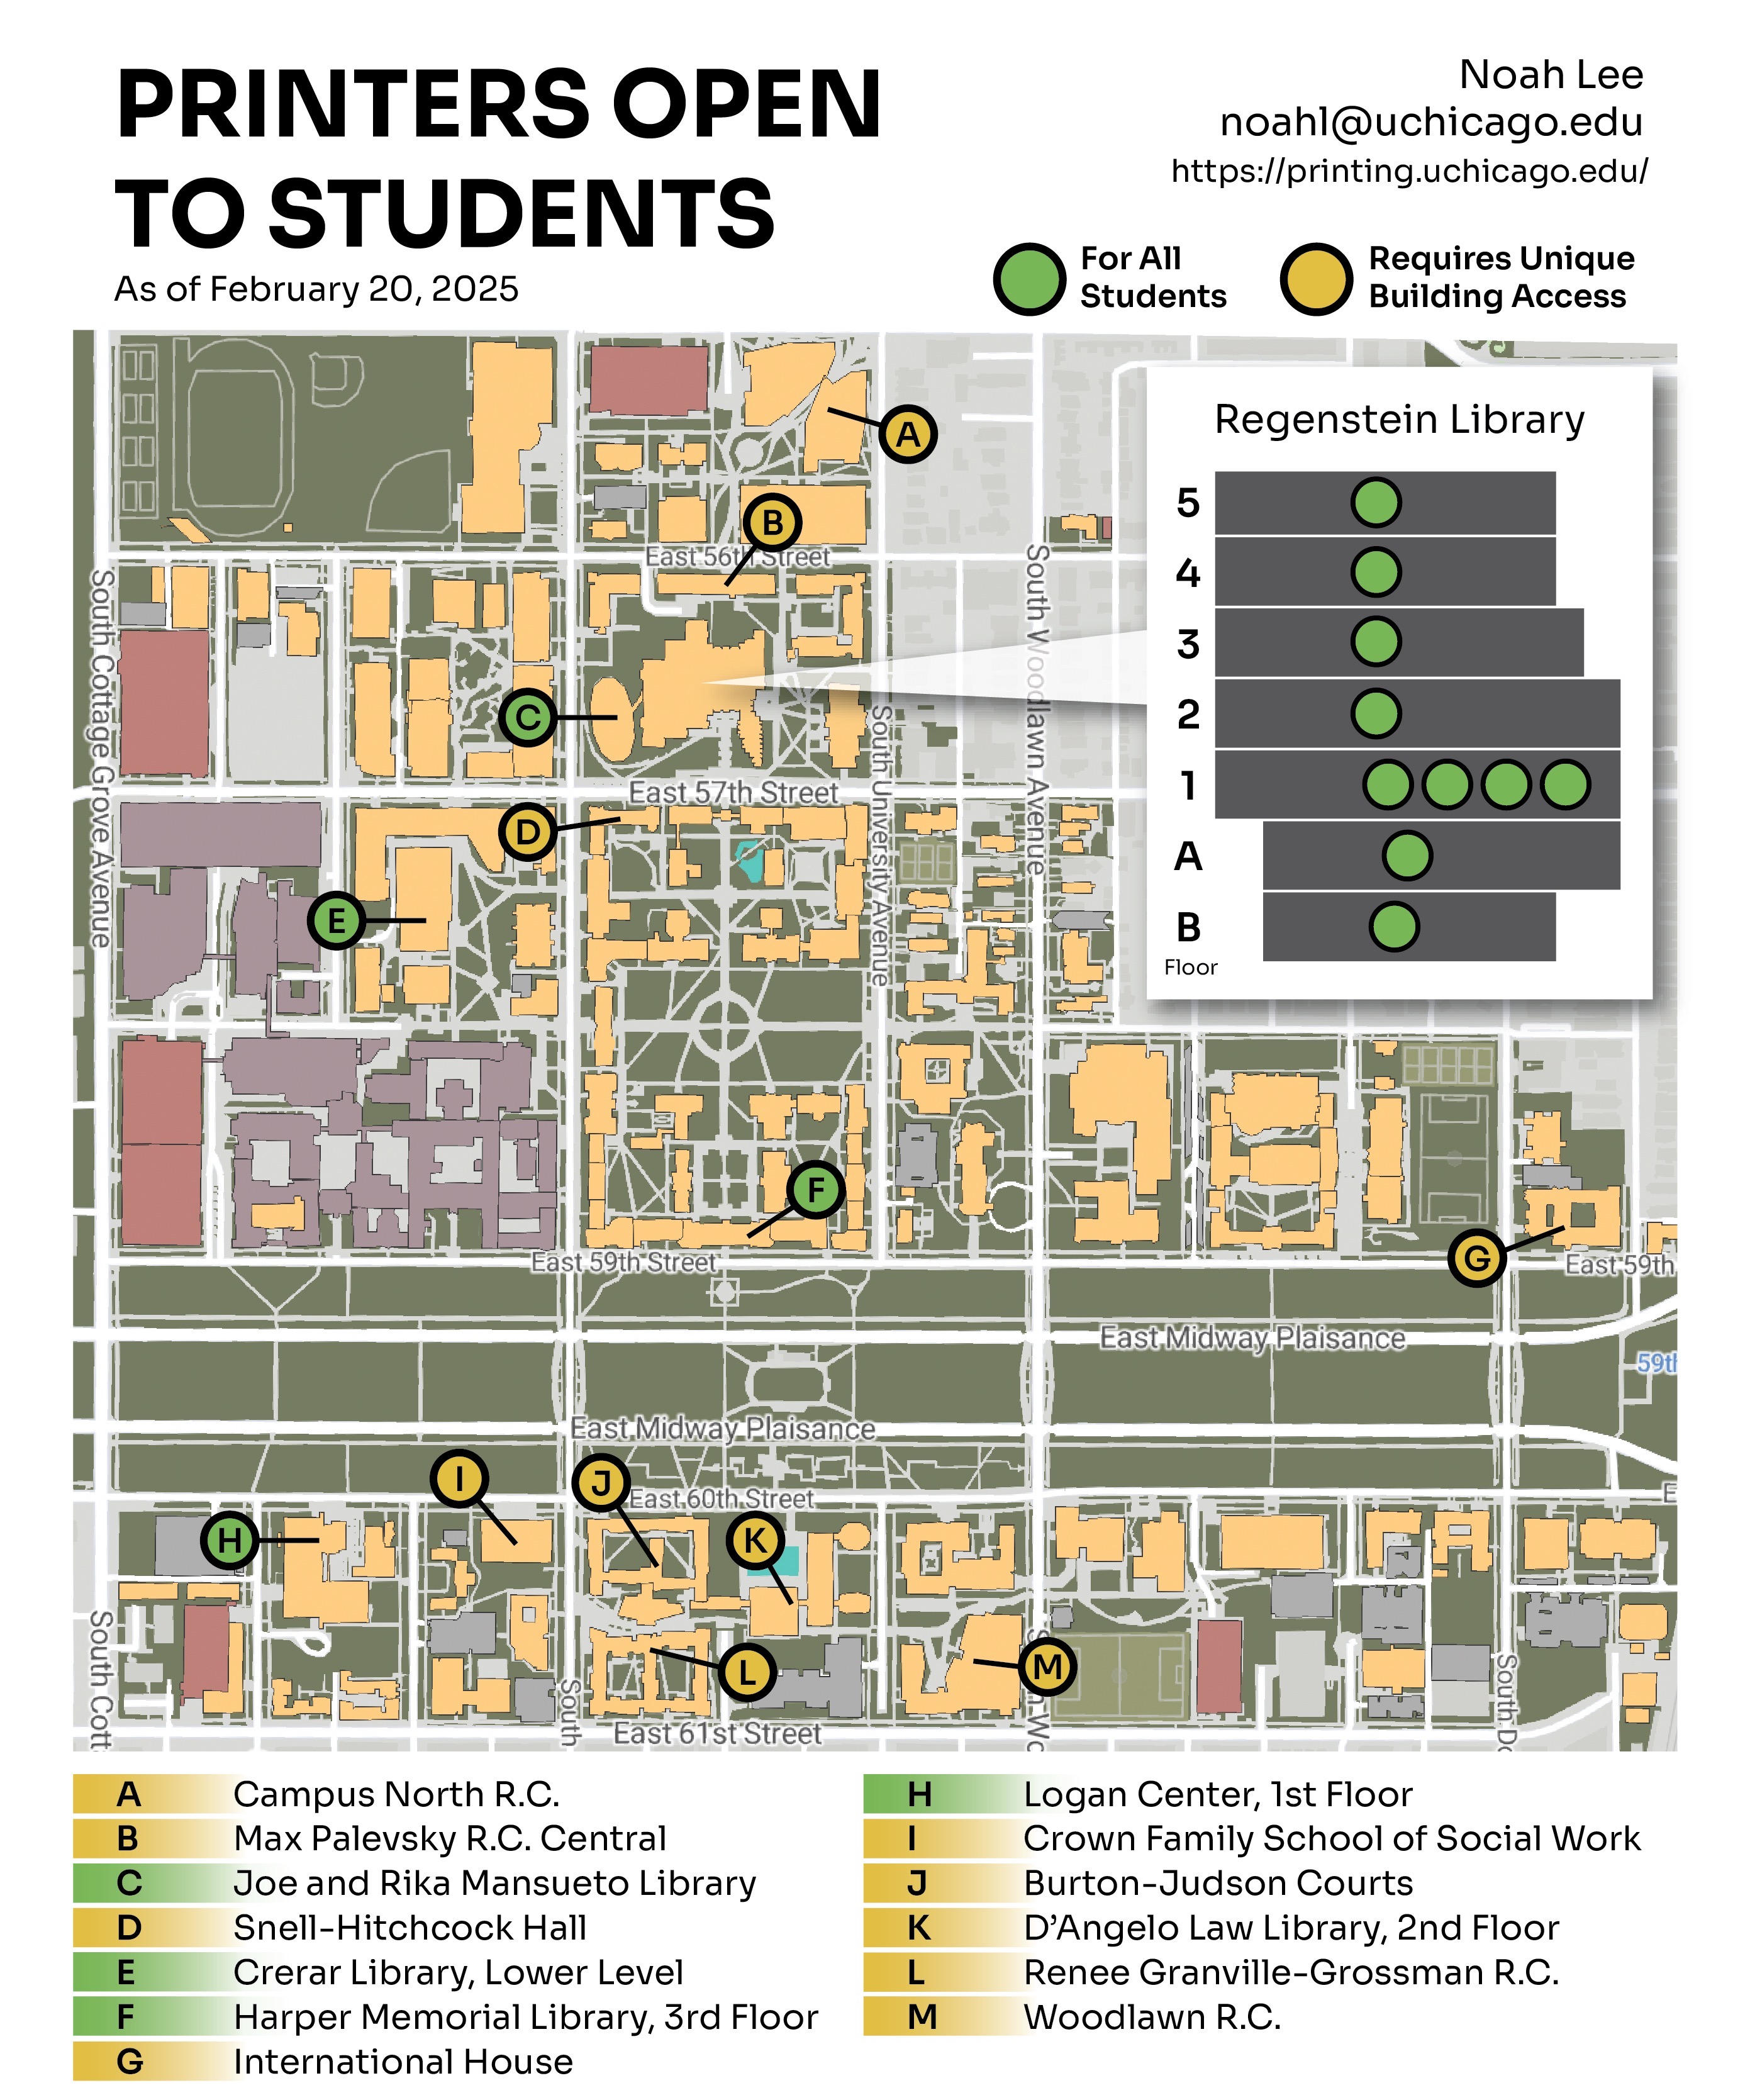 PRINTERS OPEN
TO STUDENTS
As of February 20, 2025
Noah Lee
noahl@uchicago.edu
https://printing.uchicago.edu/
For All
Students
Requires Unique
Building Access
Regenstein Library
5
4
3
2
1
A
B
Floor
A
B
East 56th Street
South Cottage Grove Avenue
South Woodlawn Avenue
C
South University Avenue
East 57th Street
D
E
F
G
East 59th Street
East 59th
East Midway Plaisance
59th
East Midway Plaisance
I
J
East 60th Street
E
H
K
L
M
South Cott
South
South Do
East 61st Street
A Campus North R.C.
B Max Palevsky R.C. Central
C Joe and Rika Mansueto Library
D Snell-Hitchcock Hall
E Crerar Library, Lower Level
F Harper Memorial Library, 3rd Floor
G International House
H Logan Center, 1st Floor
I Crown Family School of Social Work
J Burton-Judson Courts
K D’Angelo Law Library, 2nd Floor
L Renee Granville-Grossman R.C.
M Woodlawn R.C.